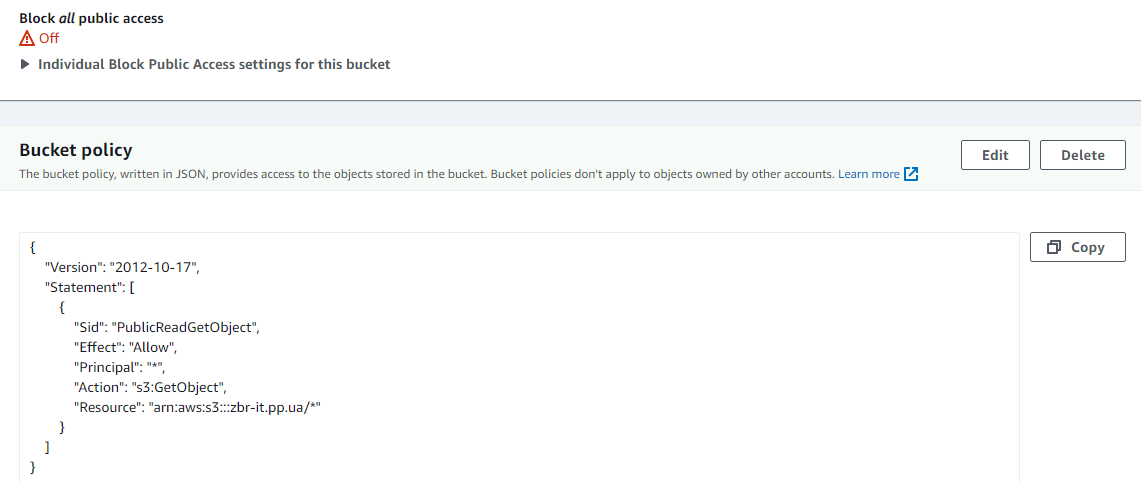 Block all public access
Off
Individual Block Public Access settings for this bucket
Bucket policy
Edit
Delete
The bucket policy, written in JSON, provides access to the objects stored in the bucket. Bucket policies don't apply to objects owned by other accounts. Learn more
Copy
{
"Version": "2012-10-17",
"Statement": [
{
"Sid": "PublicReadGetObject",
"Effect": "Allow",
"Principal": "*",
"Action": "s3:GetObject",
"Resource": "arn:aws:s3:::zbr-it.pp.ua/*"
}
]
}